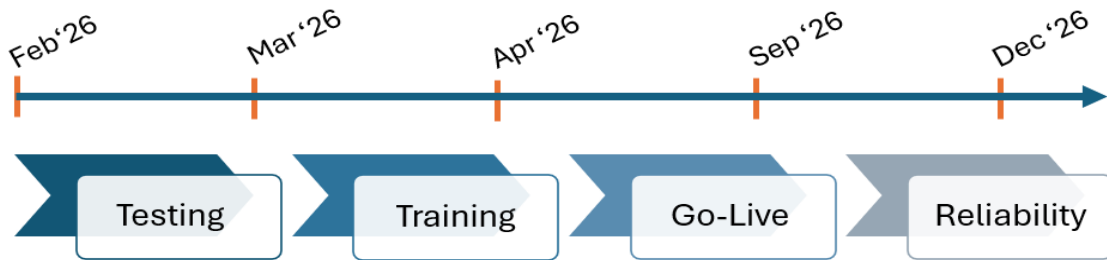 Feb‘26
Mar ‘26
Apr ‘26
Sep ‘26
Dec ‘26
Testing
Training
Go-Live
Reliability